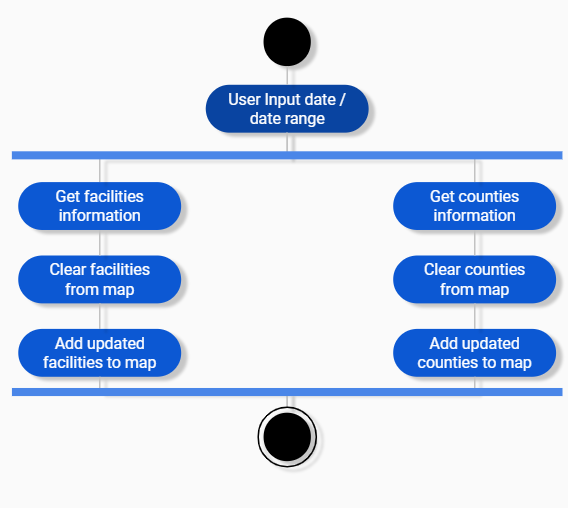 User Input date /
date range
Get facilities
information
Get counties
information
Clear facilities
from map
Clear counties
from map
Add updated
facilities to map
Add updated
counties to map